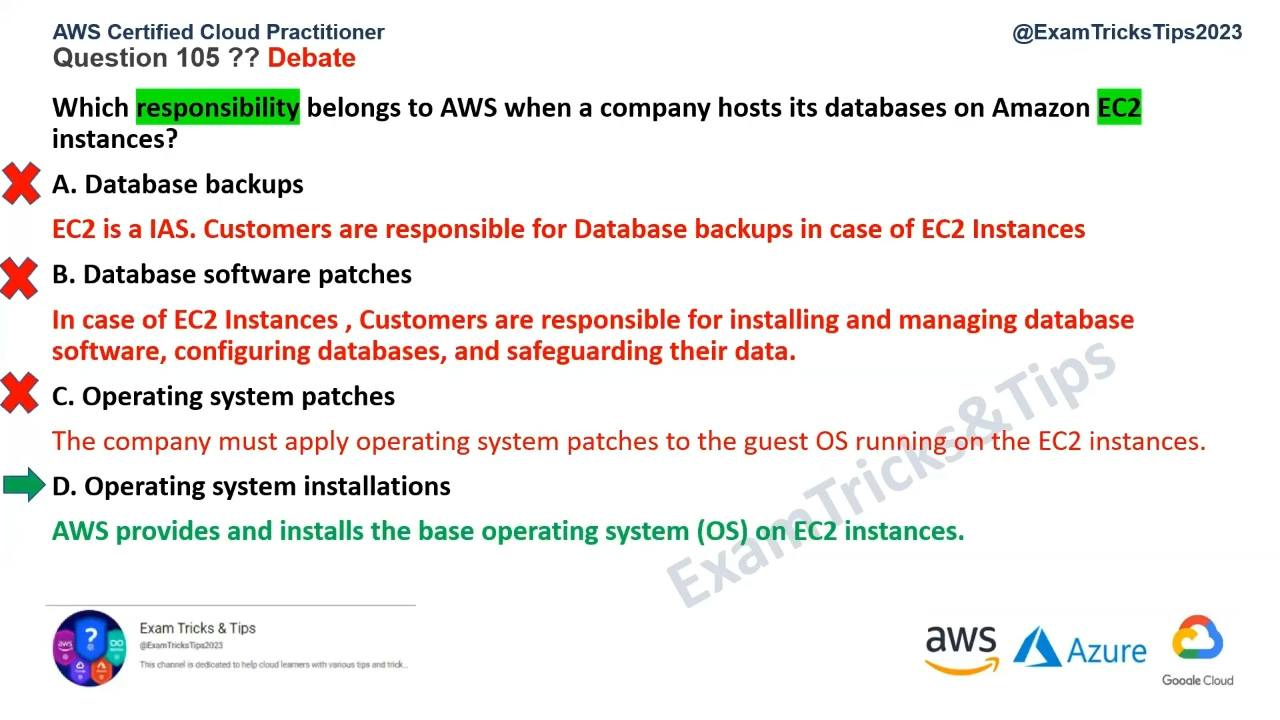 AWS Certified Cloud Practitioner
@ExamTricksTips2023
Question 105 ?? Debate
Which responsibility belongs to AWS when a company hosts its databases on Amazon EC2
instances?
A. Database backups
EC2 is a IAS. Customers are responsible for Database backups in case of EC2 Instances
B. Database software patches
In case of EC2 Instances , Customers are responsible for installing and managing database
software, configuring databases, and safeguarding their data.
C. Operating system patches
The company must apply operating system patches to the guest OS running on the EC2 instances.
D. Operating system installations
AWS provides and installs the base operating system (OS) on EC2 instances.
ExamTricks&Tips
Exam Tricks & Tips
@ExamTricksTips2023
This channel is dedicated to help cloud learners with various tips and trick...
aws
?
aws
Azure
Google Cloud